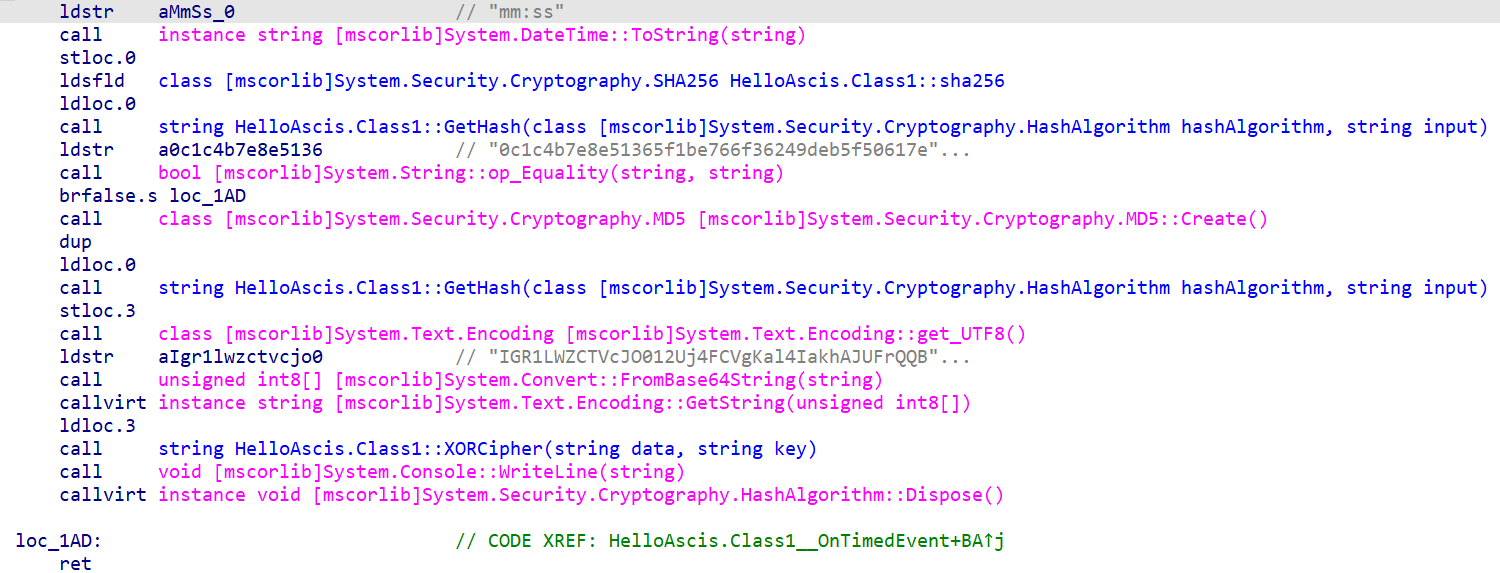 ldstr aMmSs_0 // "mm:ss"
call instance string [mscorlib]System.DateTime::ToString(string)
stloc.0
ldsfld class [mscorlib]System.Security.Cryptography.SHA256 HelloAscis.Class1::sha256
ldloc.0
call string HelloAscis.Class1::GetHash(class [mscorlib]System.Security.Cryptography.HashAlgorithm hashAlgorithm, string input)
ldstr a0c1c4b7e8e5136 // "0c1c4b7e8e51365f1be766f36249deb5f50617e"...
call bool [mscorlib]System.String::op_Equality(string, string)
brfalse.s loc_1AD
call class [mscorlib]System.Security.Cryptography.MD5 [mscorlib]System.Security.Cryptography.MD5::Create()
dup
ldloc.0
call string HelloAscis.Class1::GetHash(class [mscorlib]System.Security.Cryptography.HashAlgorithm hashAlgorithm, string input)
stloc.3
call class [mscorlib]System.Text.Encoding [mscorlib]System.Text.Encoding::get_UTF8()
ldstr aIgr1lwzctvcjo0 // "IGR1LWZCTVcJO012Uj4FCVgKal4IakhAJUFrQQB"...
call unsigned int8[] [mscorlib]System.Convert::FromBase64String(string)
callvirt instance string [mscorlib]System.Text.Encoding::GetString(unsigned int8[])
ldloc.3
call string HelloAscis.Class1::XORCipher(string data, string key)
call void [mscorlib]System.Console::WriteLine(string)
callvirt instance void [mscorlib]System.Security.Cryptography.HashAlgorithm::Dispose()
loc_1AD: // CODE XREF: HelloAscis.Class1__OnTimedEvent+BA↑j
ret